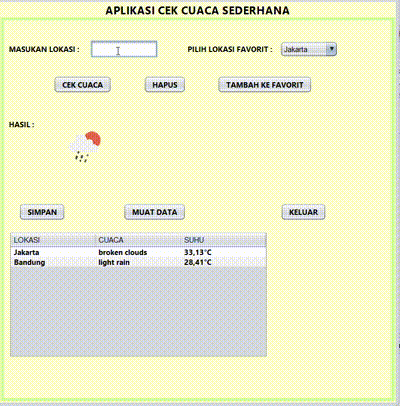 APLIKASI CEK CUACA SEDERHANA
MASUKAN LOKASI : PILIH LOKASI FAVORIT : Jakarta
CEK CUACA HAPUS TAMBAH KE FAVORIT
HASIL :
SIMPAN MUAT DATA KELUAR
LOKASI CUACA SUHU
Jakarta broken clouds 33,13°C
Bandung light rain 28,41°C